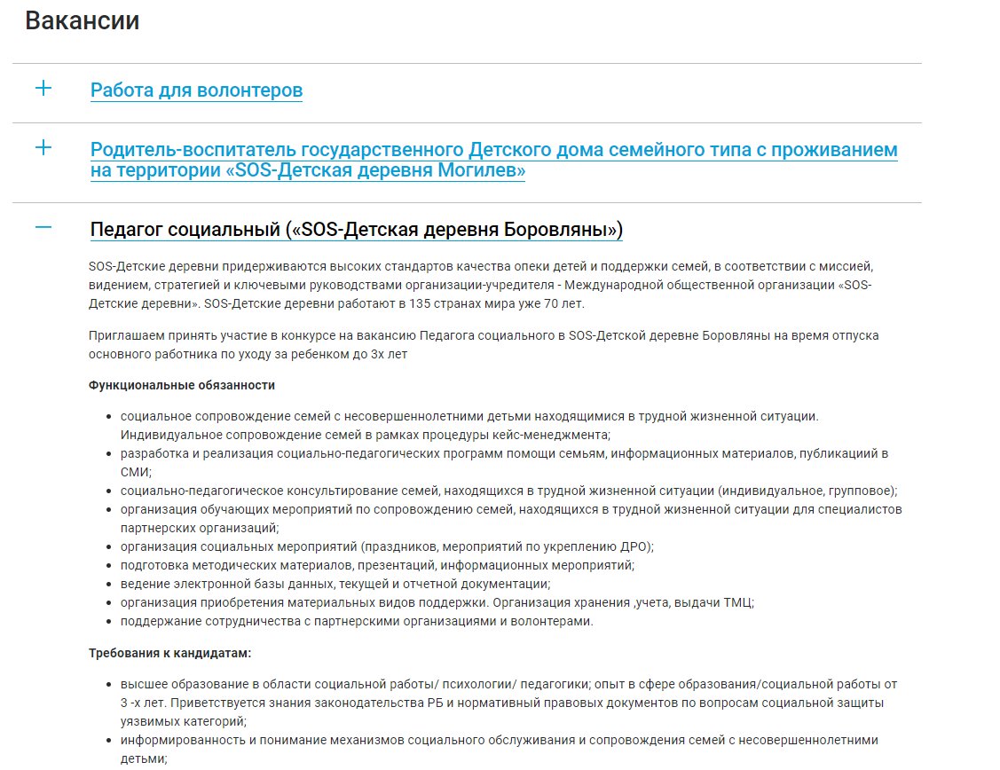 Вакансии
Работа для волонтеров
Родитель-воспитатель государственного Детского дома семейного типа с проживанием
на территории «SOS-Детская деревня Могилев»
Педагог социальный («SOS-Детская деревня Боровляны»)
SOS-Детские деревни придерживаются высоких стандартов качества опеки детей и поддержки семей, в соответствии с миссией,
видением, стратегией и ключевыми руководствами организации-учредителя - Международной общественной организации «SOS-
Детские деревни». SOS-Детские деревни работают в 135 странах мира уже 70 лет.
Приглашаем принять участие в конкурсе на вакансию Педагога социального в SOS-Детской деревне Боровляны на время отпуска
основного работника по уходу за ребенком до 3х лет
Функциональные обязанности
• социальное сопровождение семей с несовершеннолетними детьми находящимися в трудной жизненной ситуации.
Индивидуальное сопровождение семей в рамках процедуры кейс-менеджмента;
• разработка и реализация социально-педагогических программ помощи семьям, информационных материалов, публикациий в
СМИ;
• социально-педагогическое консультирование семей, находящихся в трудной жизненной ситуации (индивидуальное, групповое);
• организация обучающих мероприятий по сопровождению семей, находящихся в трудной жизненной ситуации для специалистов
партнерских организаций;
• организация социальных мероприятий (праздников, мероприятий по укреплению ДРО);
• подготовка методических материалов, презентаций, информационных мероприятий;
• ведение электронной базы данных, текущей и отчетной документации;
• организация приобретения материальных видов поддержки. Организация хранения ,учета, выдачи ТМЦ;
• поддержание сотрудничества с партнерскими организациями и волонтерами.
Требования к кандидатам:
• высшее образование в области социальной работы/ психологии/ педагогики; опыт в сфере образования/социальной работы от
3 -х лет. Приветствуется знания законодательства РБ и нормативный правовых документов по вопросам социальной защиты
уязвимых категорий;
• информированность и понимание механизмов социального обслуживания и сопровождения семей с несовершеннолетними
детьми;